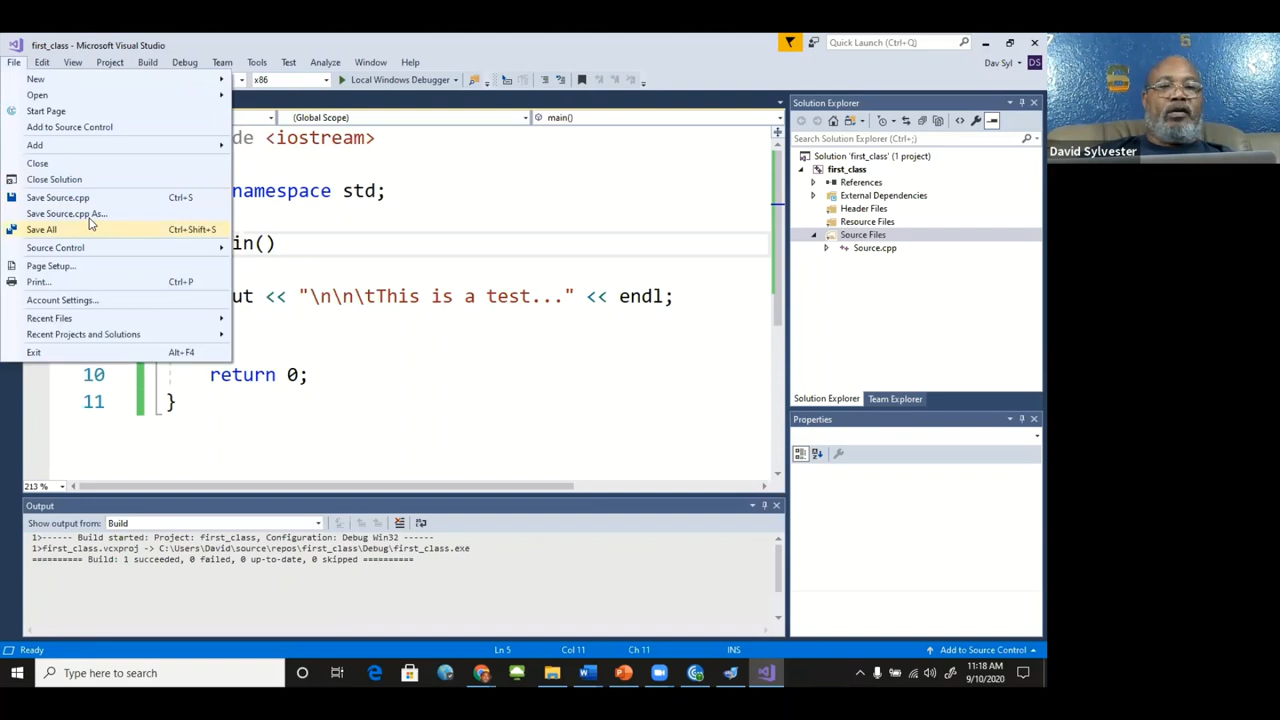 first_class - Microsoft Visual Studio
Quick Launch (Ctrl+Q)
File Edit View Project Build Debug Team Tools Test Analyze Window Help
Dav Syl DS
x86 Local Windows Debugger
New
Open
Start Page
Add to Source Control
Add
Close
Close Solution
Save Source.cpp Ctrl+S
Save Source.cpp As...
Save All Ctrl+Shift+S
Source Control
Page Setup...
Print... Ctrl+P
Account Settings...
Recent Files
Recent Projects and Solutions
Exit Alt+F4
(Global Scope) main()
de <iostream>
namespace std;
in()
ut << "\n\n\tThis is a test..." << endl;
10 return 0;
11 }
213 %
Solution Explorer
Search Solution Explorer (Ctrl+;)
Solution 'first_class' (1 project)
first_class
References
External Dependencies
Header Files
Resource Files
Source Files
Source.cpp
Solution Explorer Team Explorer
Properties
Output
Show output from: Build
1>------ Build started: Project: first_class, Configuration: Debug Win32 ------
1>first_class.vcxproj -> C:\Users\David\source\repos\first_class\Debug\first_class.exe
========== Build: 1 succeeded, 0 failed, 0 up-to-date, 0 skipped ==========
Ready Ln 5 Col 11 Ch 11 INS Add to Source Control
Type here to search
11:18 AM
9/10/2020
David Sylvester